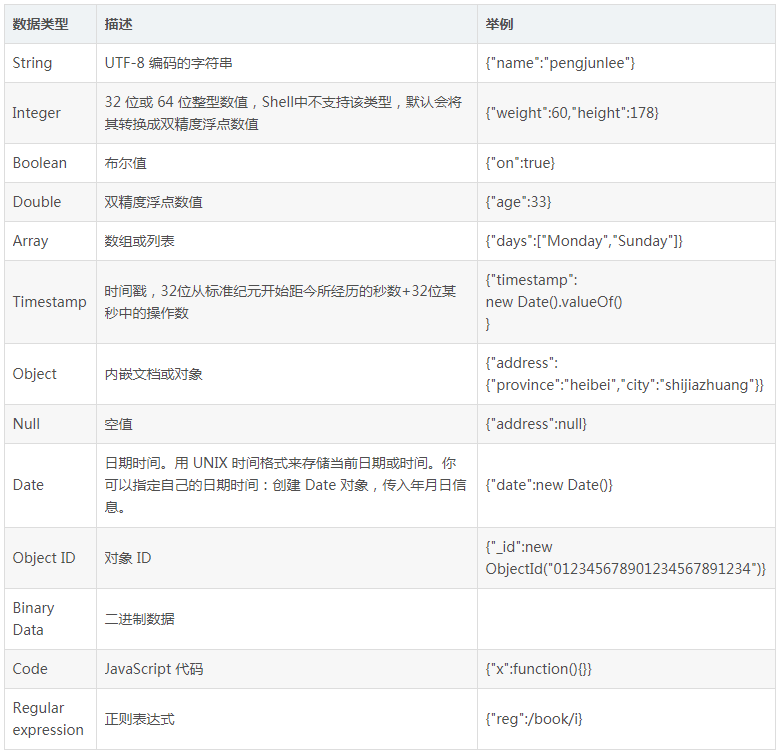 数据类型 描述 举例
String UTF-8 编码的字符串 {"name":"pengjunlee"}
Integer 32 位或 64 位整型数值，Shell中不支持该类型，默认会将其转换成双精度浮点数值 {"weight":60,"height":178}
Boolean 布尔值 {"on":true}
Double 双精度浮点数值 {"age":33}
Array 数组或列表 {"days":["Monday","Sunday"]}
Timestamp 时间戳，32位从标准纪元开始距今所经历的秒数+32位某秒中的操作数 {"timestamp":
new Date().valueOf()
}
Object 内嵌文档或对象 {"address":
{"province":"heibei","city":"shijiazhuang"}}
Null 空值 {"address":null}
Date 日期时间。用 UNIX 时间格式来存储当前日期或时间。你可以指定自己的日期时间：创建 Date 对象，传入年月日信息。 {"date":new Date()}
Object ID 对象 ID {"_id":new
ObjectId("012345678901234567891234")}
Binary Data 二进制数据
Code JavaScript 代码 {"x":function(){}}
Regular expression 正则表达式 {"reg":/book/i}